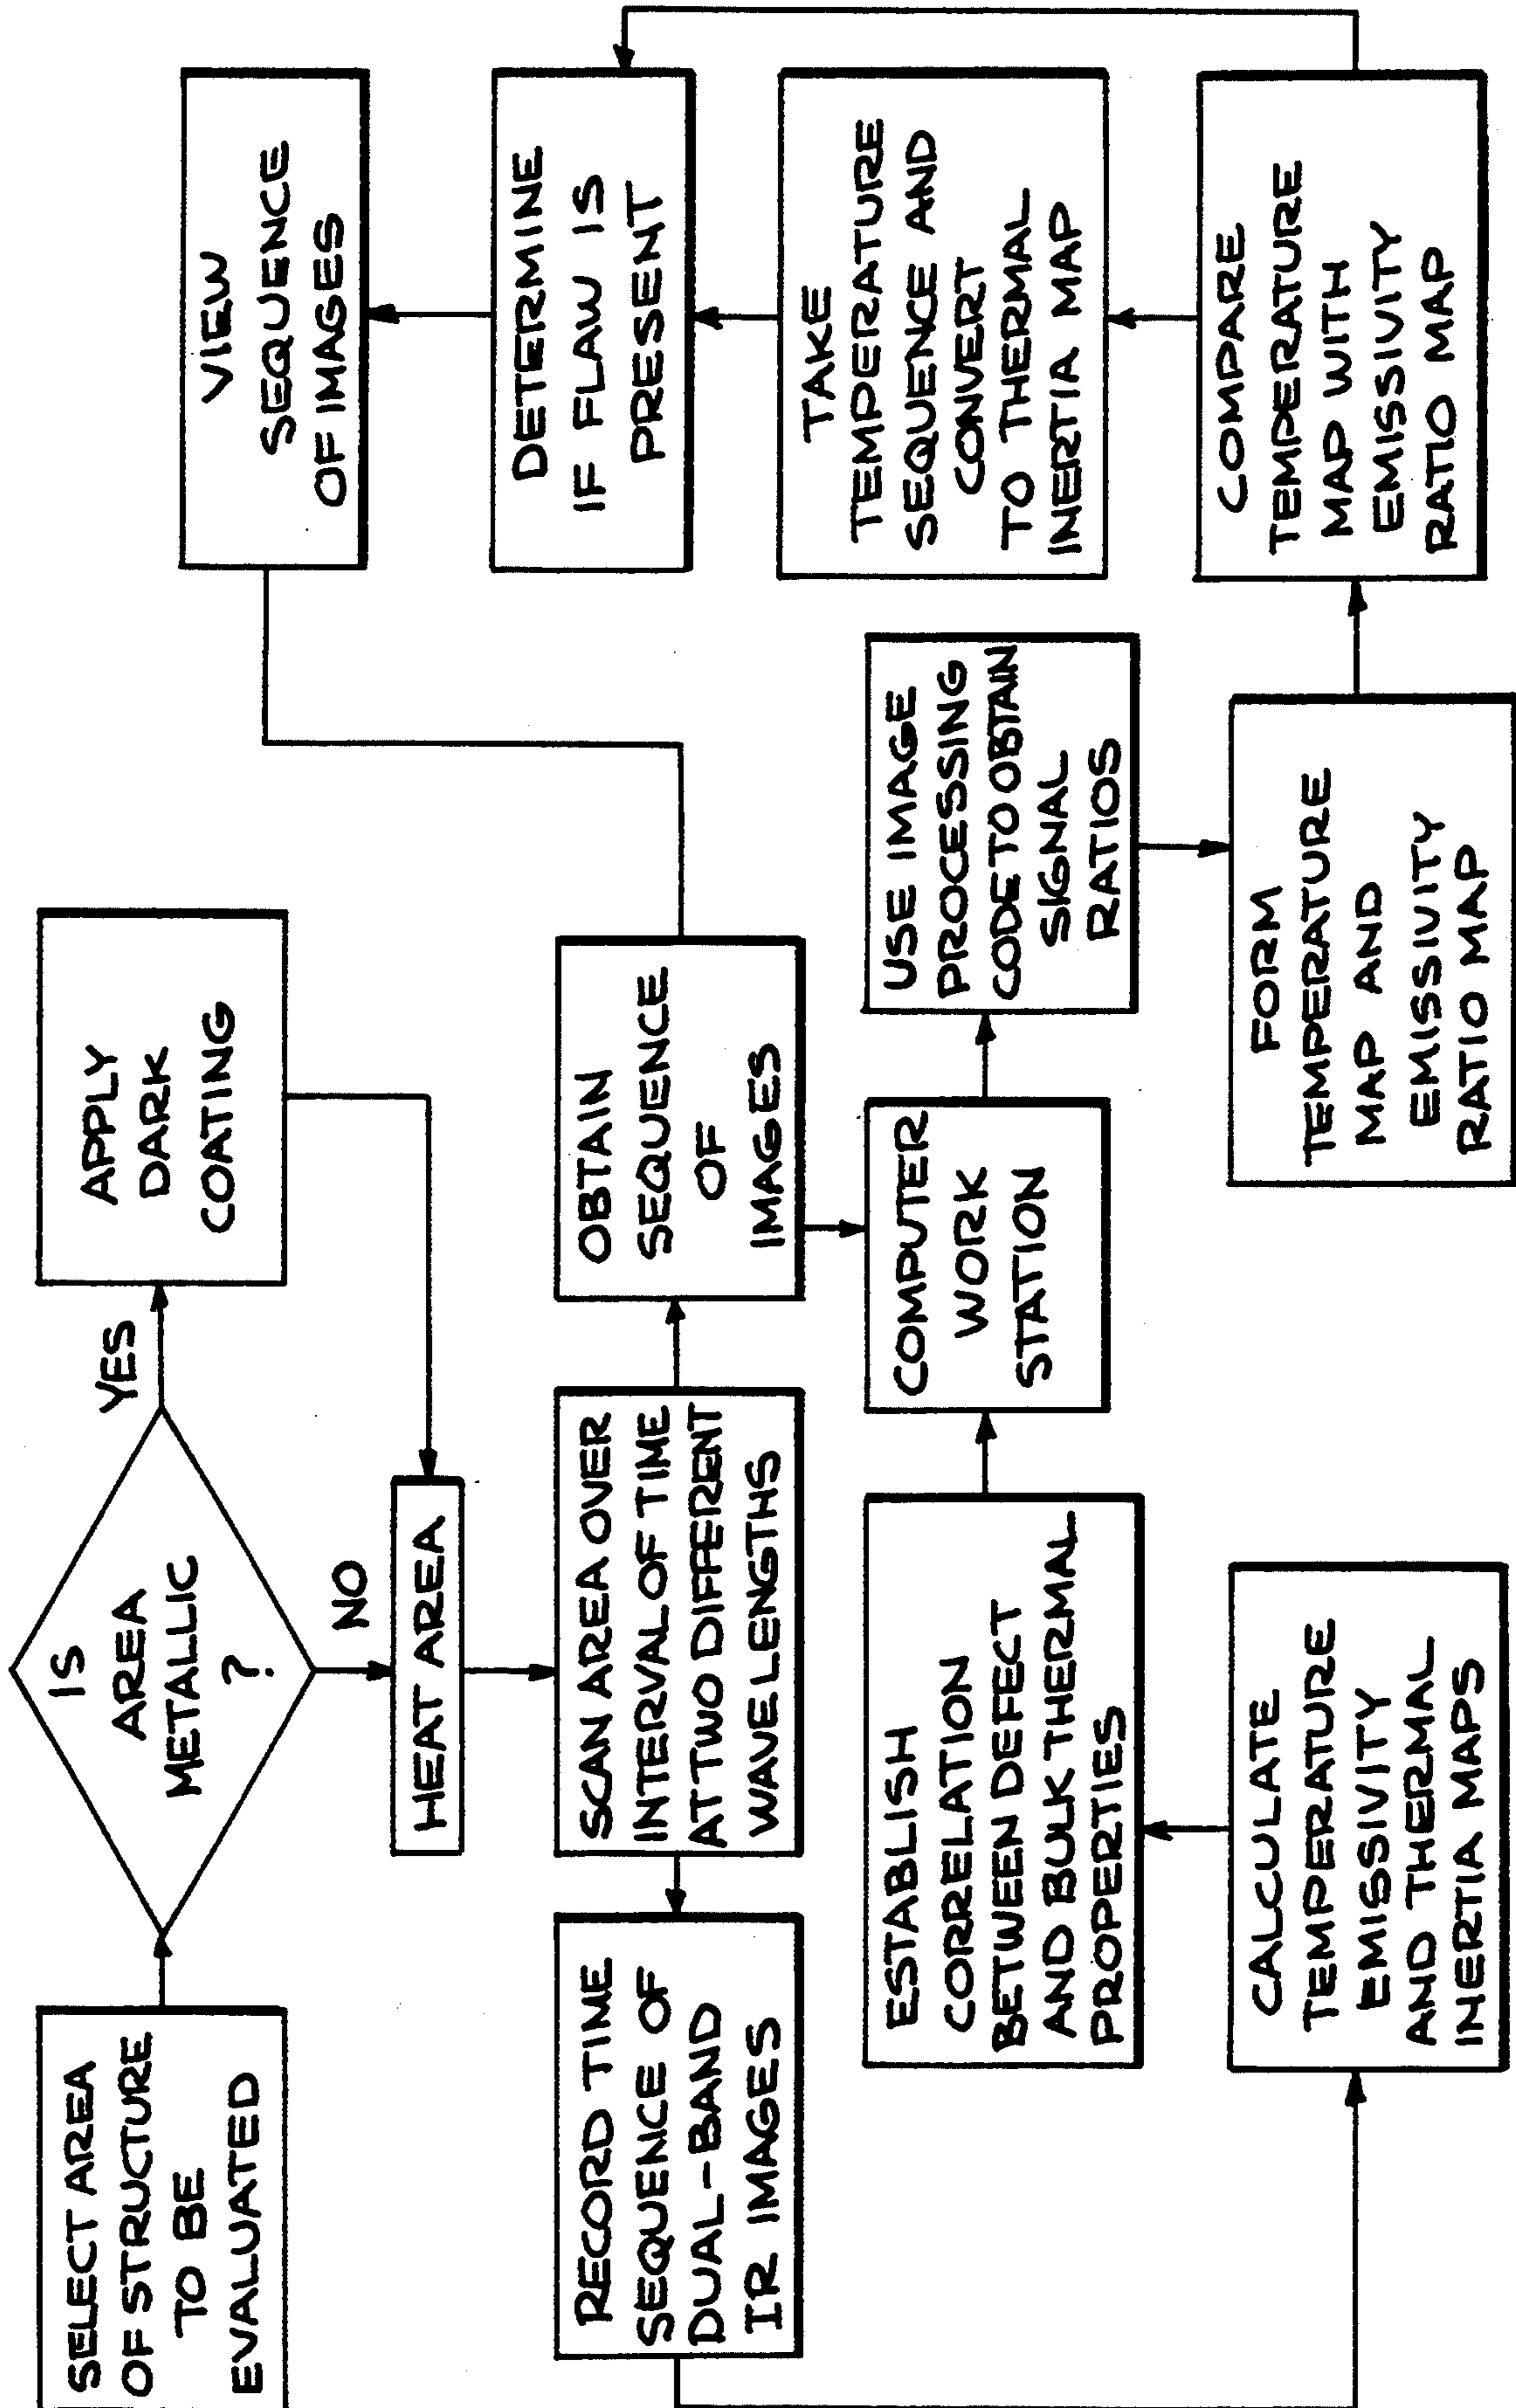 SELECT AREA
OF STRUCTURE
TO BE
EVALUATED
IS
AREA
METALLIC
?
YES
NO
APPLY
DARK
COATING
HEAT AREA
SCAN AREA OVER
INTERVAL OF TIME
AT TWO DIFFERENT
WAVE LENGTHS
RECORD TIME
SEQUENCE OF
DUAL-BAND
IR IMAGES
OBTAIN
SEQUENCE
OF
IMAGES
VIEW
SEQUENCE
OF IMAGES
DETERMINE
IF FLAW IS
PRESENT
ESTABLISH
CORRELATION
BETWEEN DEFECT
AND BULK THERMAL
PROPERTIES
COMPUTER
WORK
STATION
USE IMAGE
PROCESSING
CODE TO OBTAIN
SIGNAL
RATIOS
TAKE
TEMPERATURE
SEQUENCE AND
CONVERT
TO THERMAL
INERTIA MAP
CALCULATE
TEMPERATURE
EMISSIVITY
AND THERMAL
INERTIA MAPS
FORM
TEMPERATURE
MAP AND
EMISSIVITY
RATIO MAP
COMPARE
TEMPERATURE
MAP WITH
EMISSIVITY
RATIO MAP